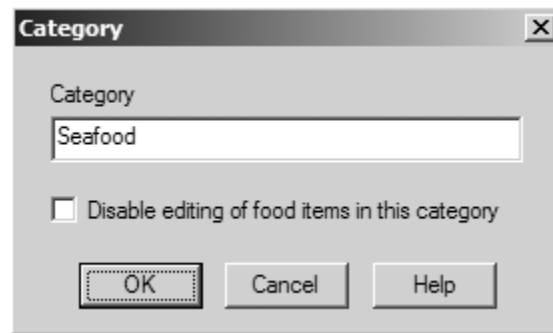 Category
Category
Seafood
Disable editing of food items in this category
OK Cancel Help